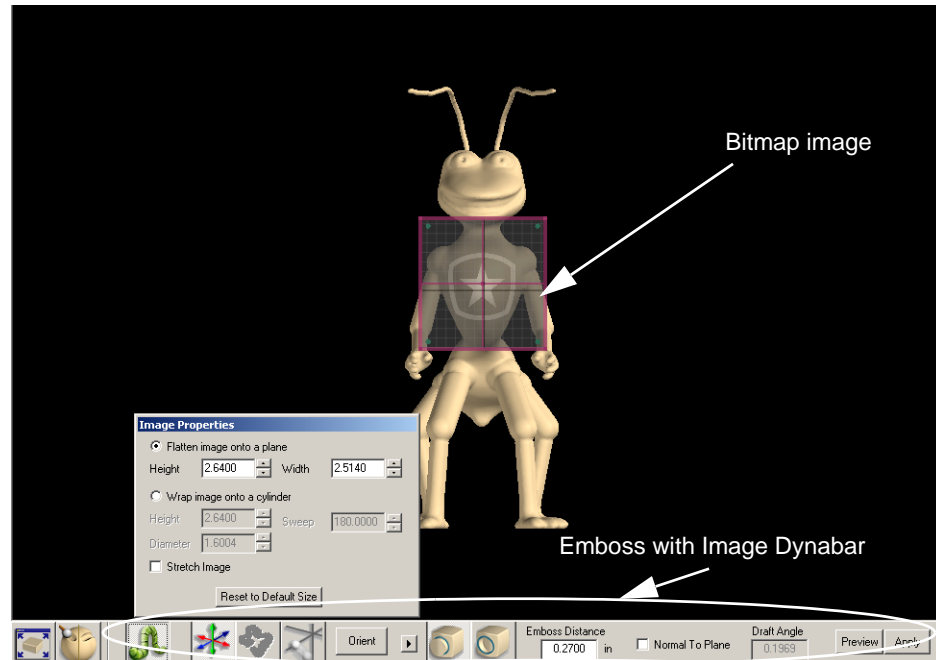 Bitmap image
Image Properties
Flatten image onto a plane
Height 2.6400 Width 2.5140
Wrap image onto a cylinder
Height 2.6400 Sweep 180.0000
Diameter 1.6004
Stretch Image
Reset to Default Size
Emboss with Image Dynabar
Orient
Emboss Distance
0.2700 in
Normal To Plane
Draft Angle
0.1969
Preview
Apply